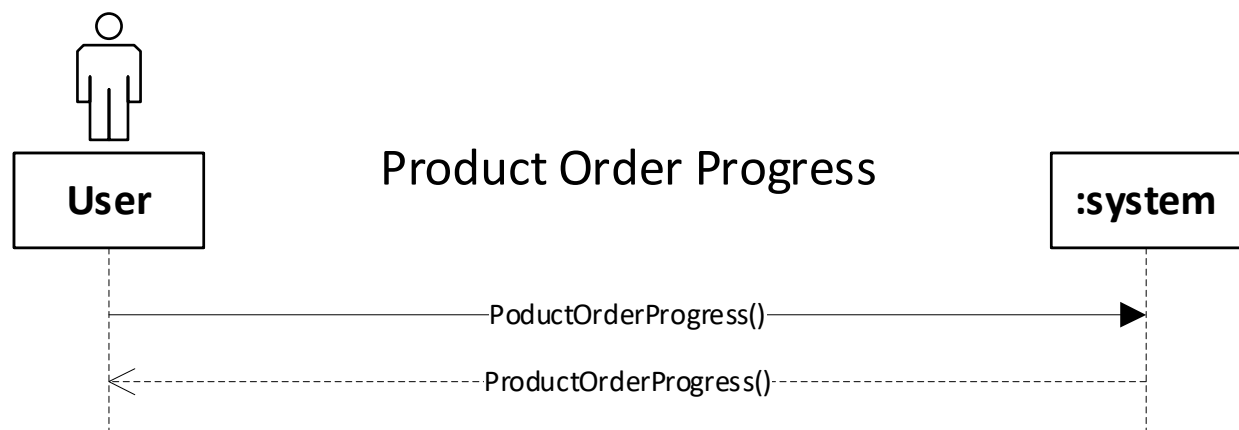 Product Order Progress
User
:system
PoductOrderProgress()
ProductOrderProgress()